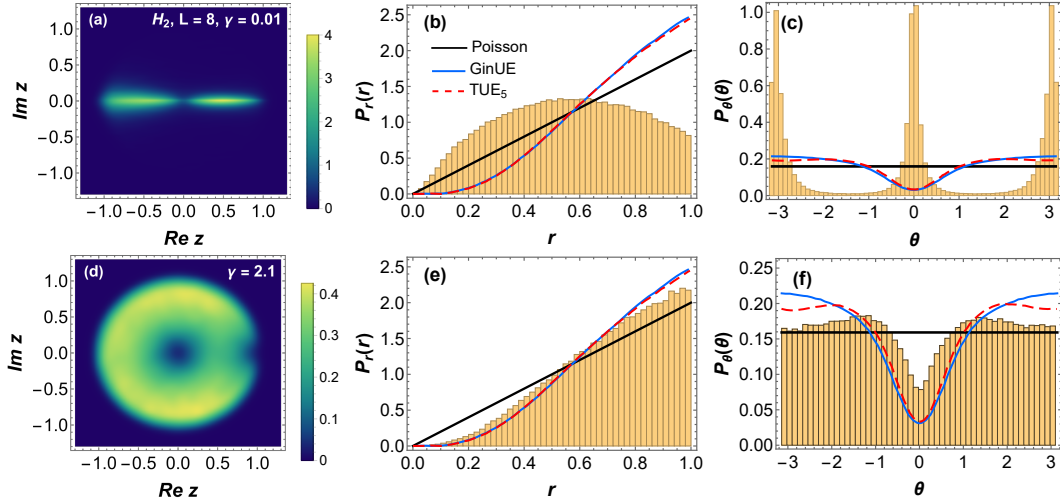 (a) H₂, L = 8, γ = 0.01
Im z
1.0
0.5
0.0
−0.5
−1.0
−1.0 −0.5 0.0 0.5 1.0
Re z
4
3
2
1
0
(b)
Poisson
GinUE
TUE₅
Pᵣ(r)
2.5
2.0
1.5
1.0
0.5
0.0
0.0 0.2 0.4 0.6 0.8 1.0
r
(c)
P_θ(θ)
1.0
0.8
0.6
0.4
0.2
0.0
−3 −2 −1 0 1 2 3
θ
(d) γ = 2.1
Im z
1.0
0.5
0.0
−0.5
−1.0
−1.0 −0.5 0.0 0.5 1.0
Re z
0.4
0.3
0.2
0.1
0
(e)
Pᵣ(r)
2.5
2.0
1.5
1.0
0.5
0.0
0.0 0.2 0.4 0.6 0.8 1.0
r
(f)
P_θ(θ)
0.20
0.15
0.10
0.05
0.00
−3 −2 −1 0 1 2 3
θ